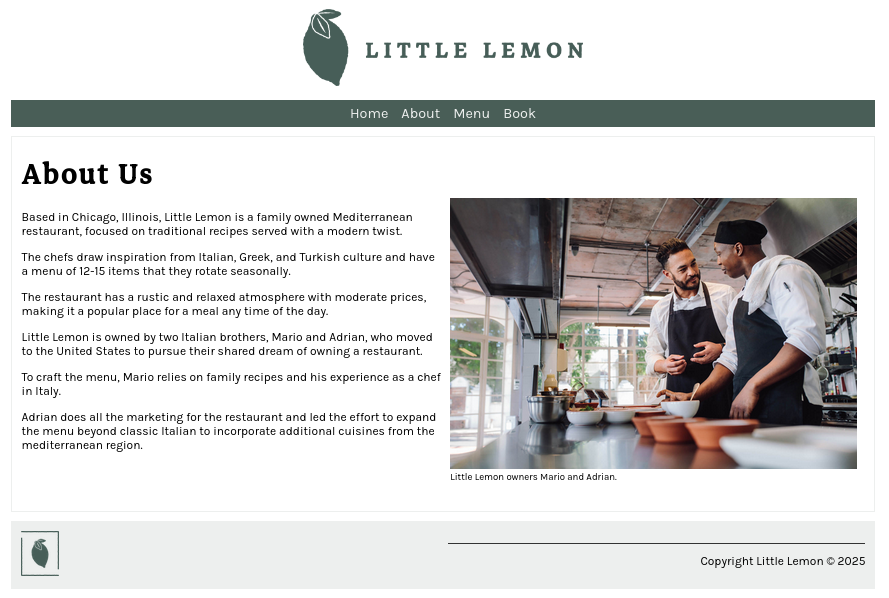 LITTLE LEMON
Home About Menu Book
About Us
Based in Chicago, Illinois, Little Lemon is a family owned Mediterranean
restaurant, focused on traditional recipes served with a modern twist.
The chefs draw inspiration from Italian, Greek, and Turkish culture and have
a menu of 12-15 items that they rotate seasonally.
The restaurant has a rustic and relaxed atmosphere with moderate prices,
making it a popular place for a meal any time of the day.
Little Lemon is owned by two Italian brothers, Mario and Adrian, who moved
to the United States to pursue their shared dream of owning a restaurant.
To craft the menu, Mario relies on family recipes and his experience as a chef
in Italy.
Adrian does all the marketing for the restaurant and led the effort to expand
the menu beyond classic Italian to incorporate additional cuisines from the
mediterranean region.
Little Lemon owners Mario and Adrian.
Copyright Little Lemon © 2025